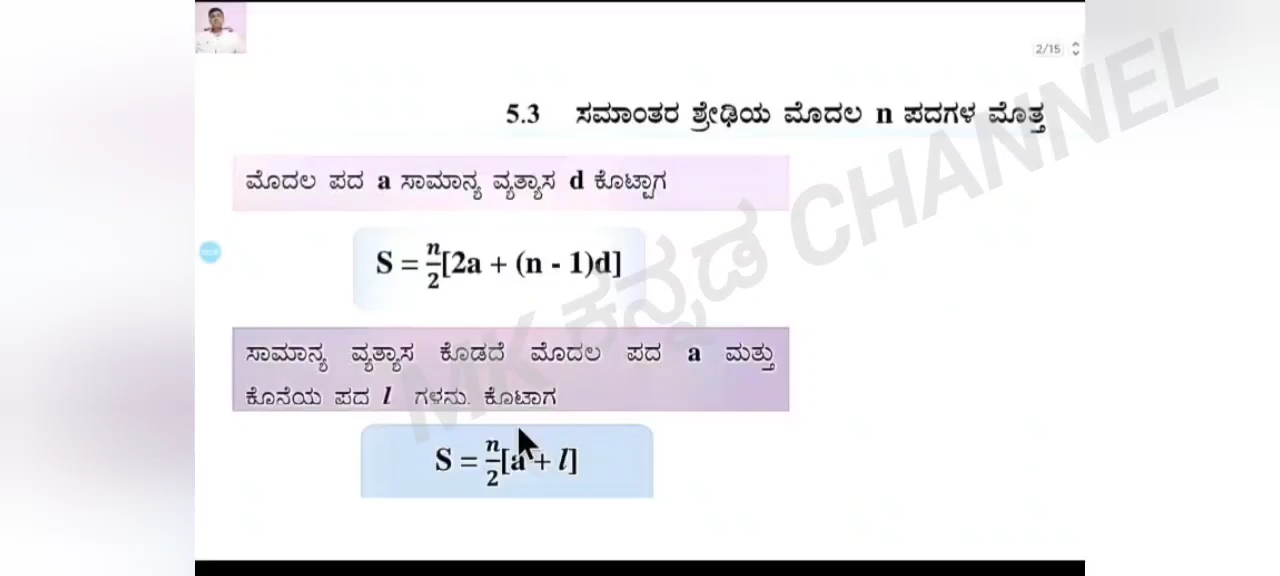 2/15
5.3 ಸಮಾಂತರ ಶ್ರೇಢಿಯ ಮೊದಲ n ಪದಗಳ ಮೊತ್ತ
ಮೊದಲ ಪದ a ಸಾಮಾನ್ಯ ವ್ಯತ್ಯಾಸ d ಕೊಟ್ಟಾಗ
S = n/2[2a + (n - 1)d]
ಸಾಮಾನ್ಯ ವ್ಯತ್ಯಾಸ ಕೊಡದೆ ಮೊದಲ ಪದ a ಮತ್ತು
ಕೊನೆಯ ಪದ l ಗಳನು. ಕೊಟಾಗ
S = n/2[a + l]
MK ಕನ್ನಡ CHANNEL